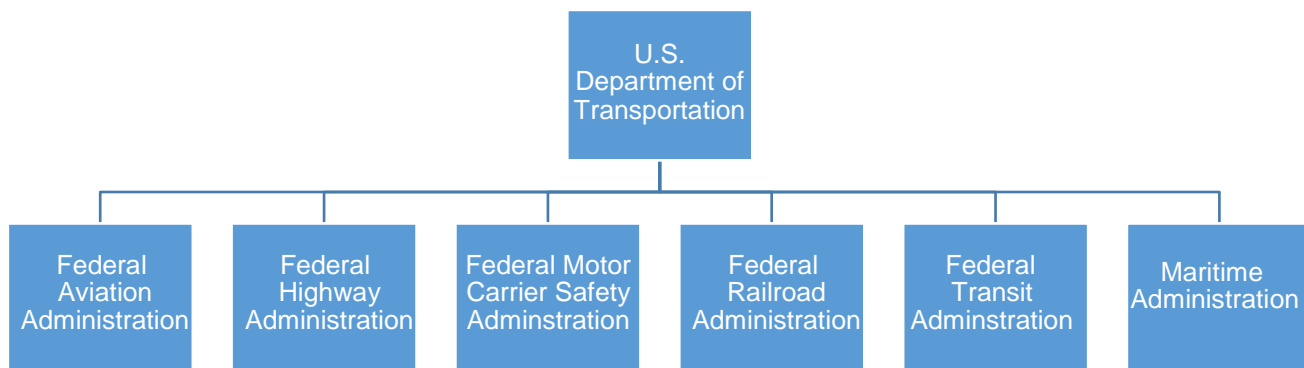 U.S.
Department of
Transportation
Federal
Aviation
Administration
Federal
Highway
Administration
Federal Motor
Carrier Safety
Adminstration
Federal
Railroad
Administration
Federal
Transit
Adminstration
Maritime
Administration